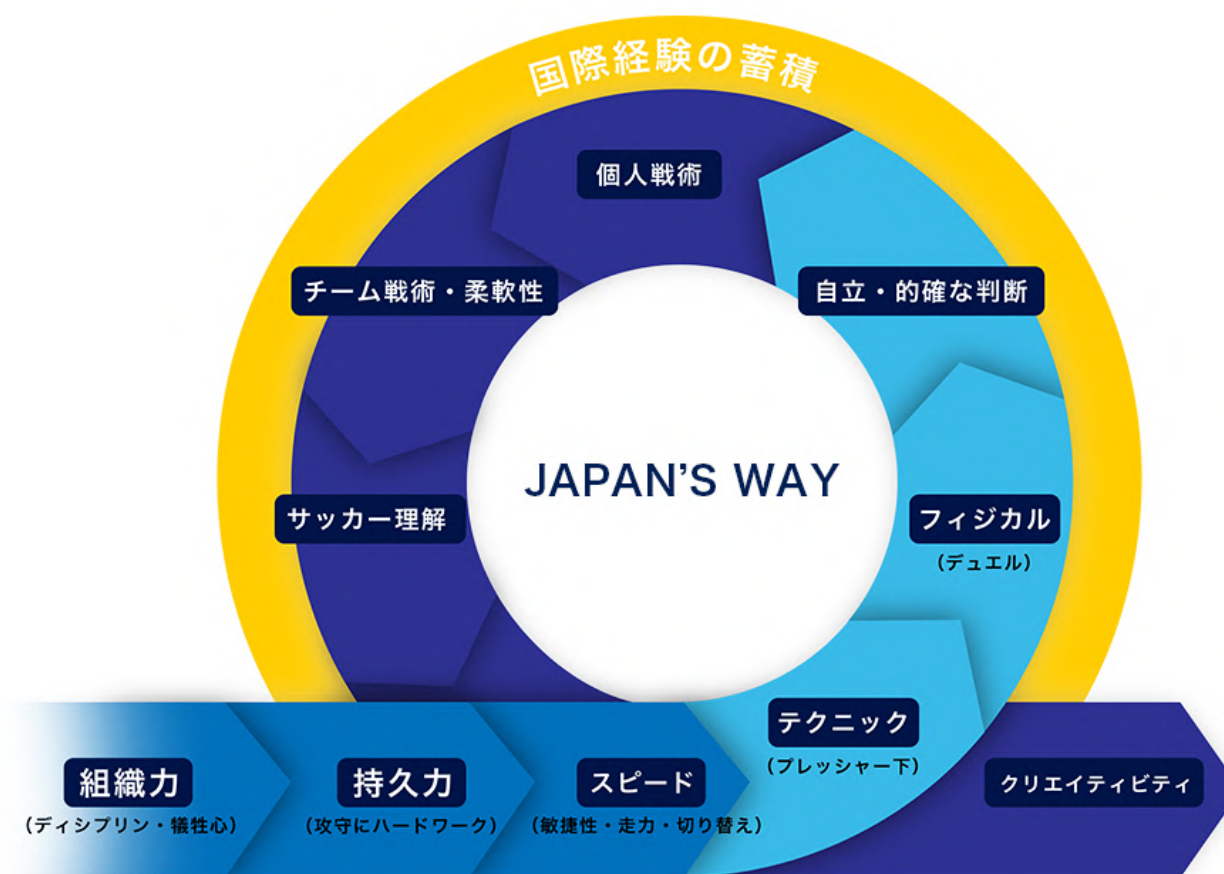 国際経験の蓄積
個人戦術
チーム戦術・柔軟性
自立・的確な判断
JAPAN'S WAY
サッカー理解
フィジカル
（デュエル）
テクニック
（プレッシャー下）
組織力
（ディシプリン・犠牲心）
持久力
（攻守にハードワーク）
スピード
（敏捷性・走力・切り替え）
クリエイティビティ